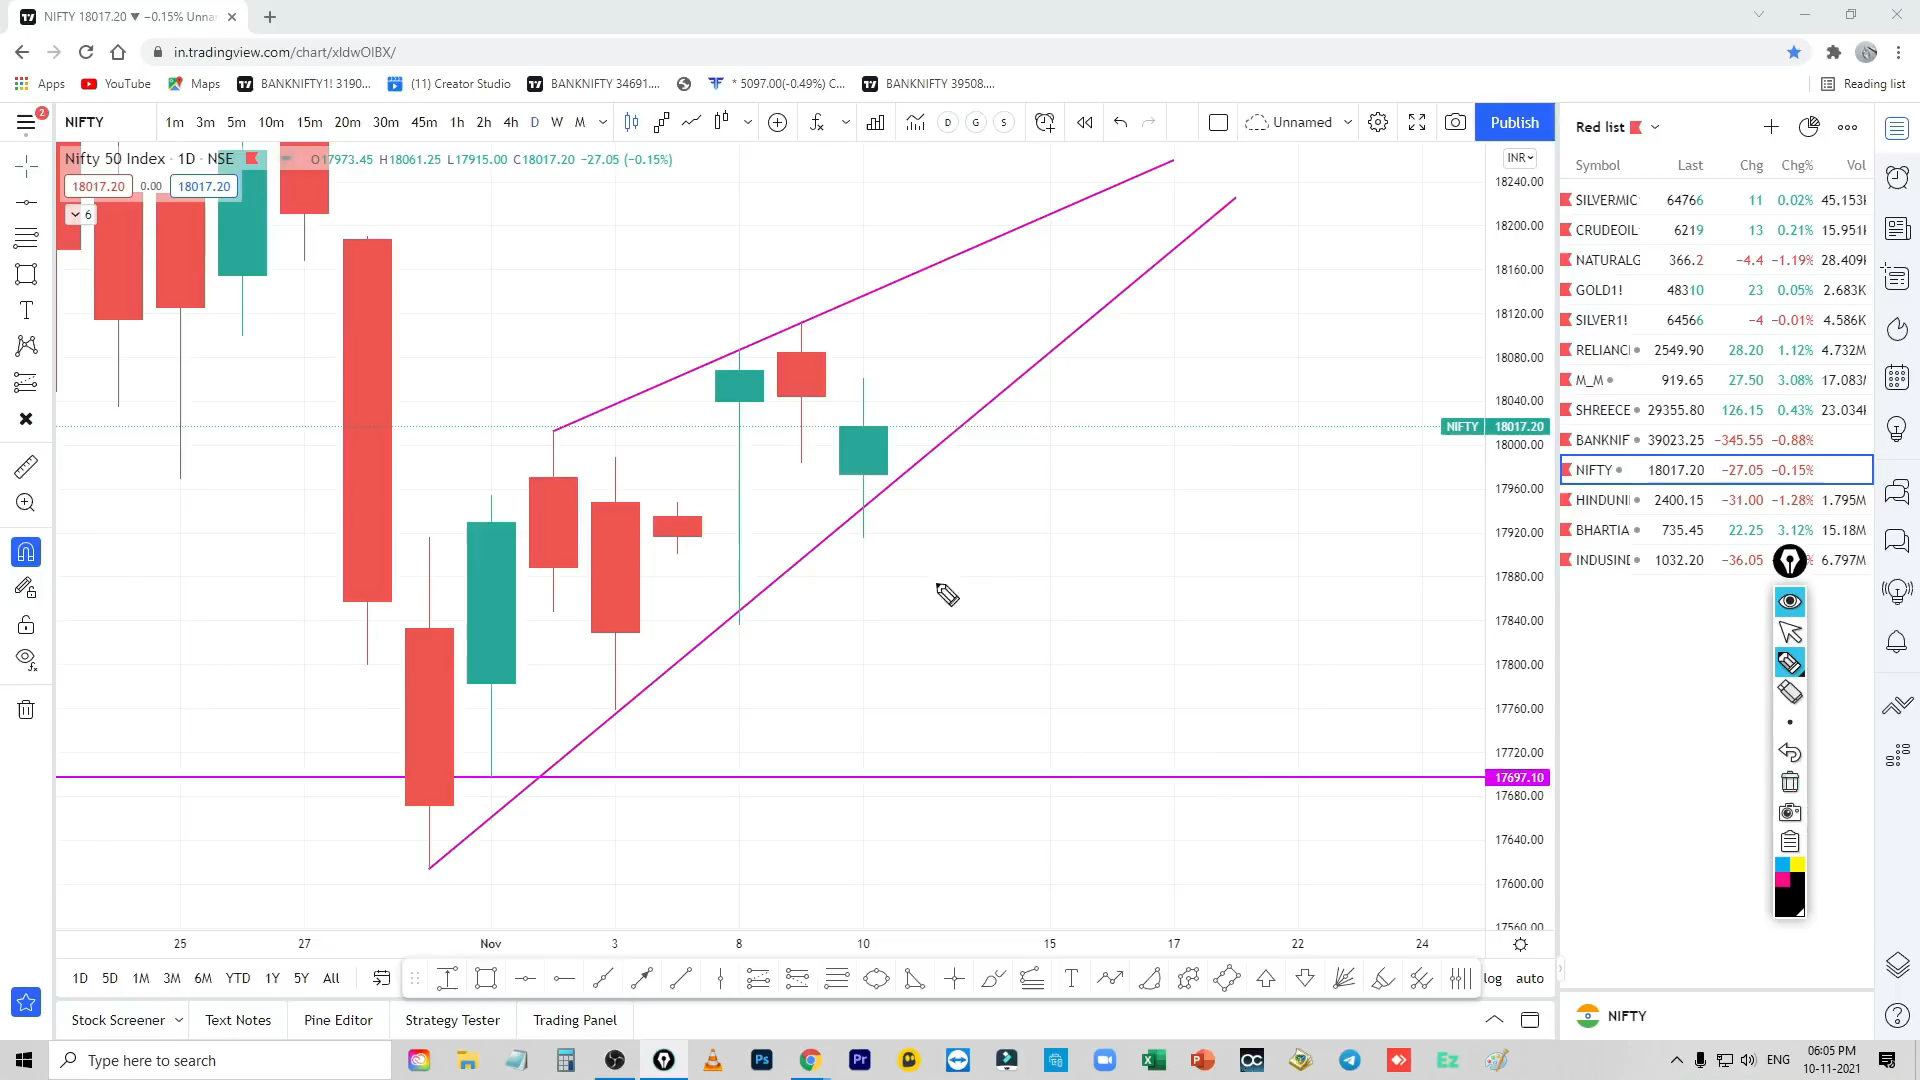 NIFTY 18017.20 ▼ −0.15% Unna
in.tradingview.com/chart/xIdwOIBX/
Apps YouTube Maps BANKNIFTY1! 3190... (11) Creator Studio BANKNIFTY 34691.... * 5097.00(-0.49%) C... BANKNIFTY 39508.... Reading list
2 NIFTY 1m 3m 5m 10m 15m 20m 30m 45m 1h 2h 4h D W M D G S Unnamed Publish
Red list
Nifty 50 Index · 1D · NSE O17973.45 H18061.25 L17915.00 C18017.20 −27.05 (−0.15%)
INR
18017.20 0.00 18017.20
6
18240.00
18200.00
18160.00
18120.00
18080.00
18040.00
NIFTY 18017.20
18000.00
17960.00
17920.00
17880.00
17840.00
17800.00
17760.00
17720.00
17697.10
17680.00
17640.00
17600.00
17560.00
25 27 Nov 3 8 10 15 17 22 24
Symbol Last Chg Chg% Vol
SILVERMIC 64766 11 0.02% 45.153
CRUDEOIL 6219 13 0.21% 15.951
NATURALG 366.2 −4.4 −1.19% 28.409
GOLD1! 48310 23 0.05% 2.683K
SILVER1! 64566 −4 −0.01% 4.586K
RELIANC 2549.90 28.20 1.12% 4.732M
M_M 919.65 27.50 3.08% 17.083
SHREECE 29355.80 126.15 0.43% 23.034
BANKNIF 39023.25 −345.55 −0.88%
NIFTY 18017.20 −27.05 −0.15%
HINDUNI 2400.15 −31.00 −1.28% 1.795M
BHARTIA 735.45 22.25 3.12% 15.18M
INDUSIN 1032.20 −36.05 % 6.797M
1D 5D 1M 3M 6M YTD 1Y 5Y All log auto
Stock Screener Text Notes Pine Editor Strategy Tester Trading Panel
NIFTY
Type here to search
ENG
06:05 PM
10-11-2021